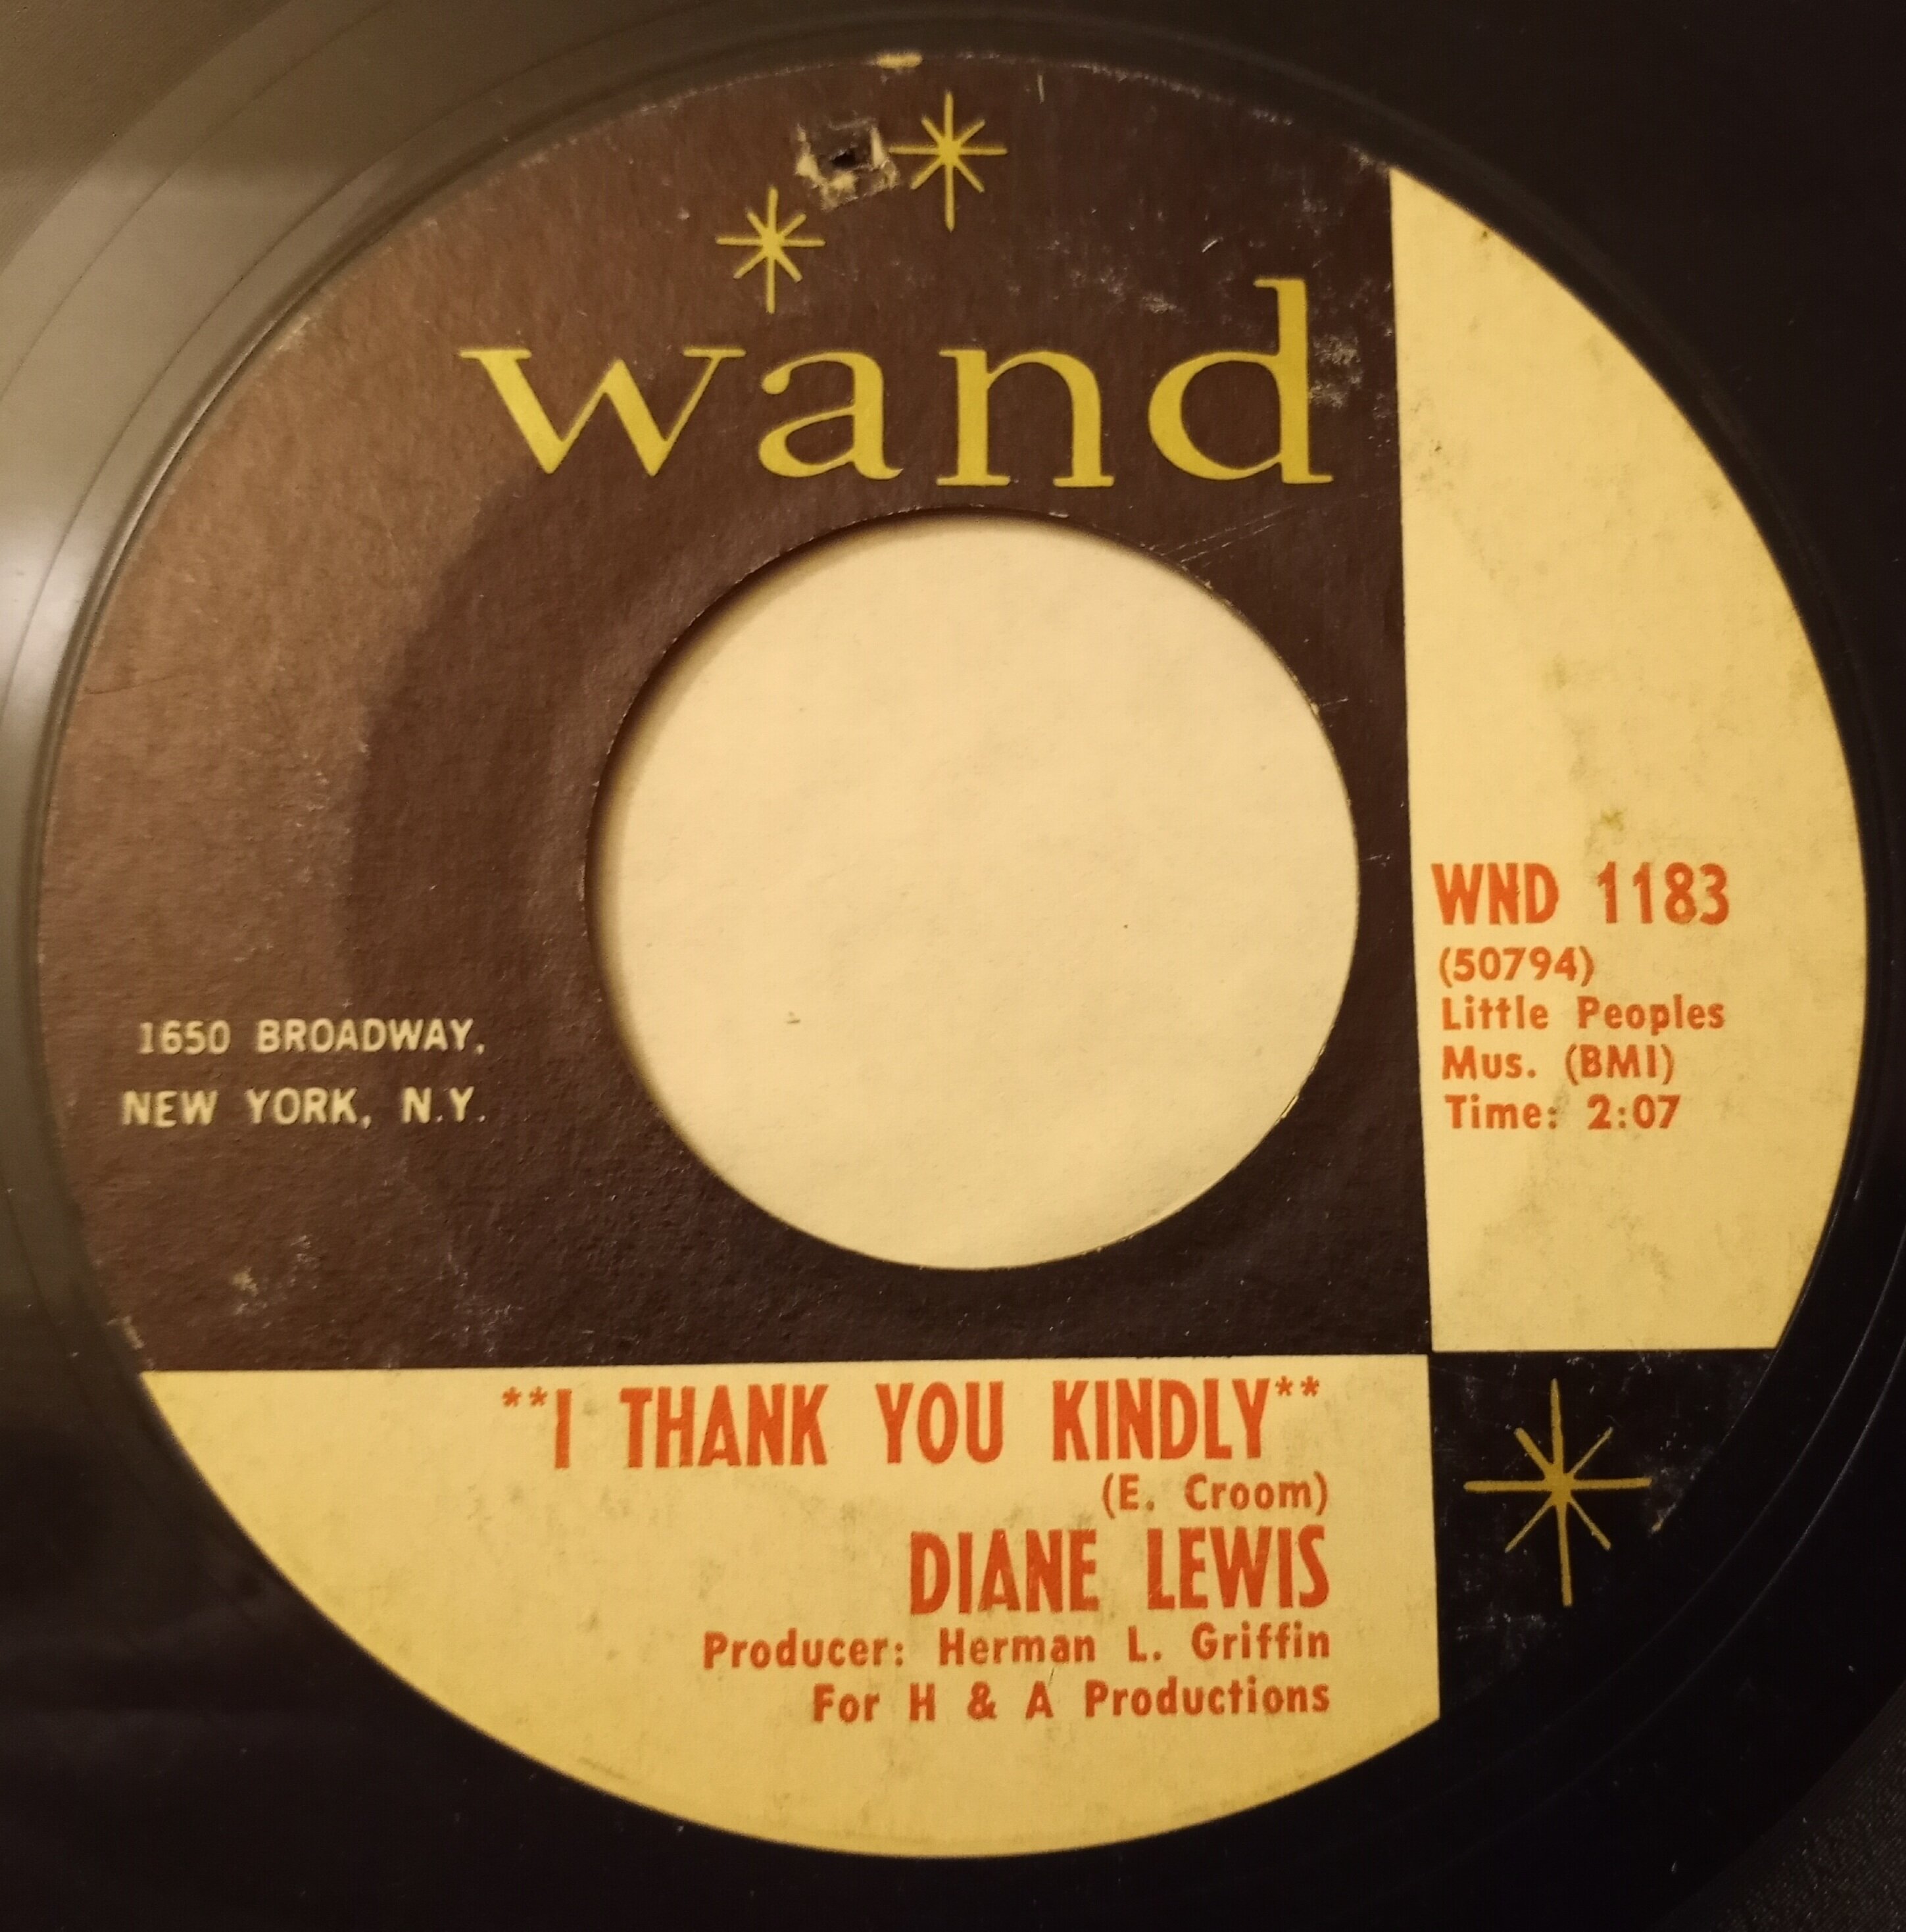 wand
1650 BROADWAY,
NEW YORK, N.Y.
WND 1183
(50794)
Little Peoples
Mus. (BMI)
Time: 2:07
**I THANK YOU KINDLY**
(E. Croom)
DIANE LEWIS
Producer: Herman L. Griffin
For H & A Productions